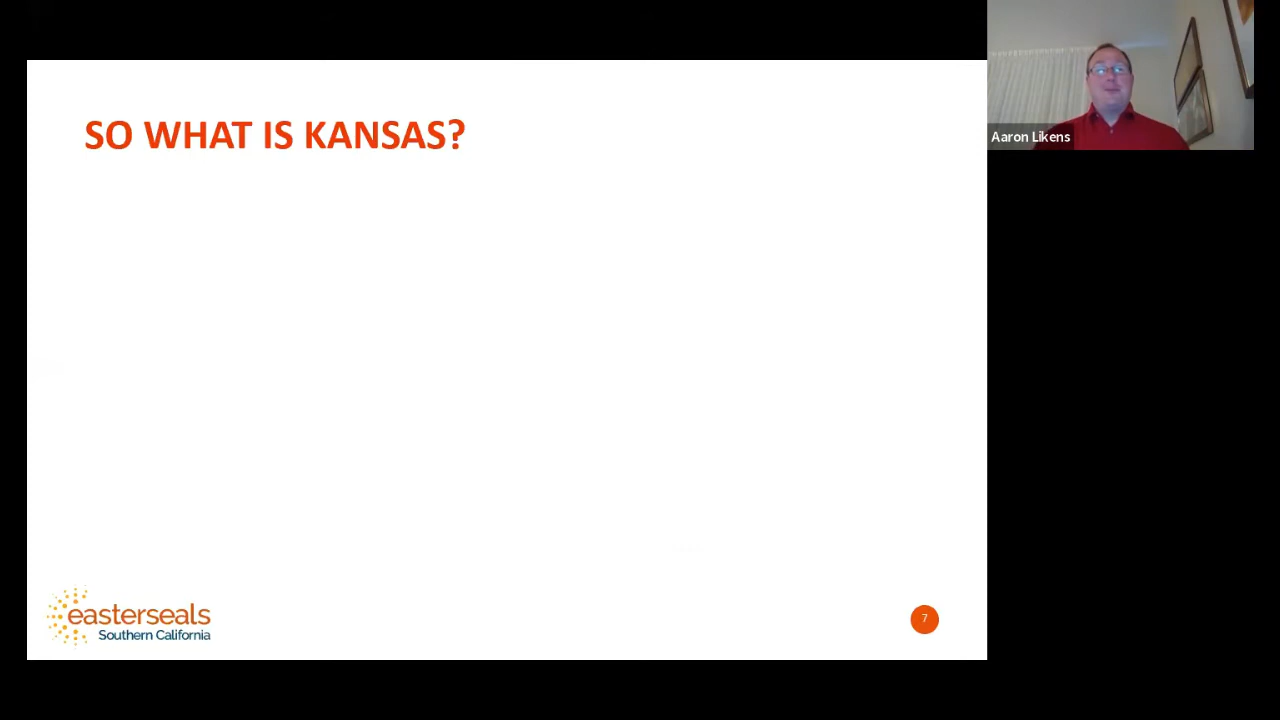 SO WHAT IS KANSAS?
Aaron Likens
easterseals
Southern California
7